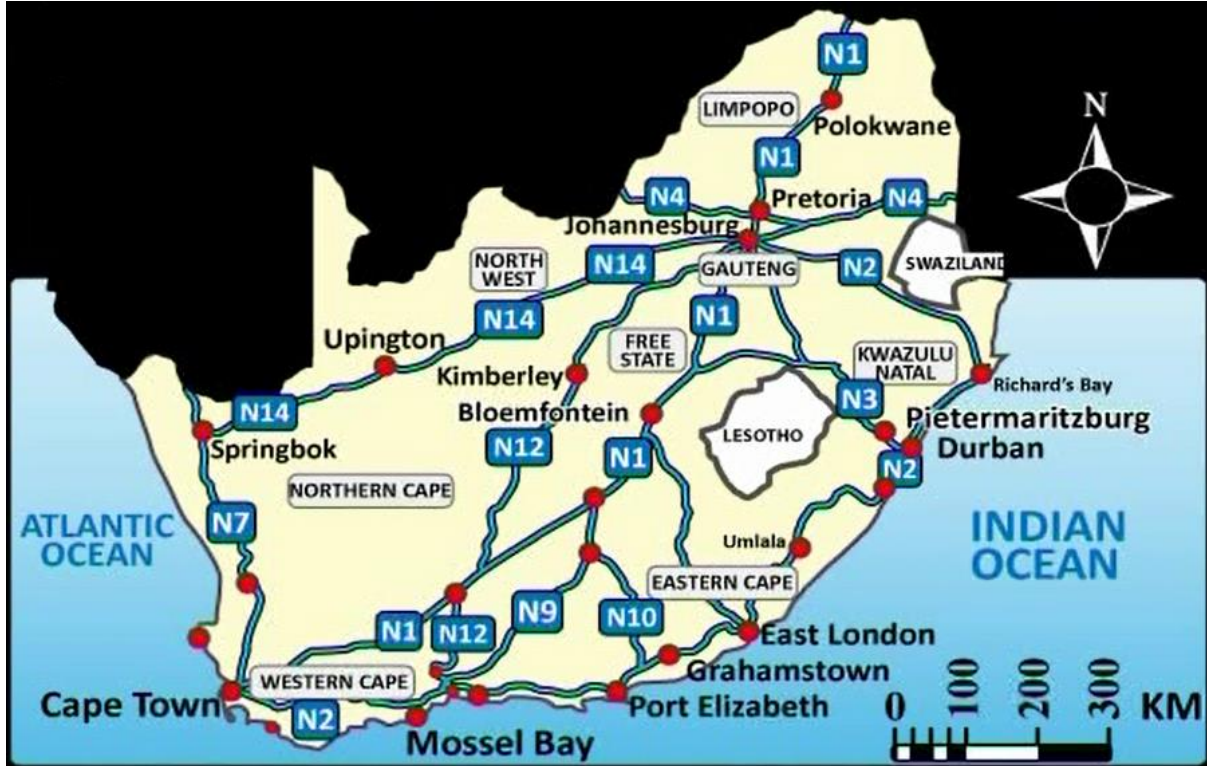 N1
LIMPOPO
N
Polokwane
N1
N4
Pretoria
N4
Johannesburg
NORTH
WEST
N14
GAUTENG
N2
SWAZILAND
N14
N1
Upington
FREE
STATE
KWAZULU
NATAL
Kimberley
Richard's Bay
N14
Bloemfontein
N3
Pietermaritzburg
Springbok
N12
N1
LESOTHO
Durban
N2
NORTHERN CAPE
N7
ATLANTIC
OCEAN
Umlala
INDIAN
OCEAN
EASTERN CAPE
N1
N12
N9
N10
East London
WESTERN CAPE
Grahamstown
Cape Town
N2
Port Elizabeth
Mossel Bay
0 100 200 300 KM